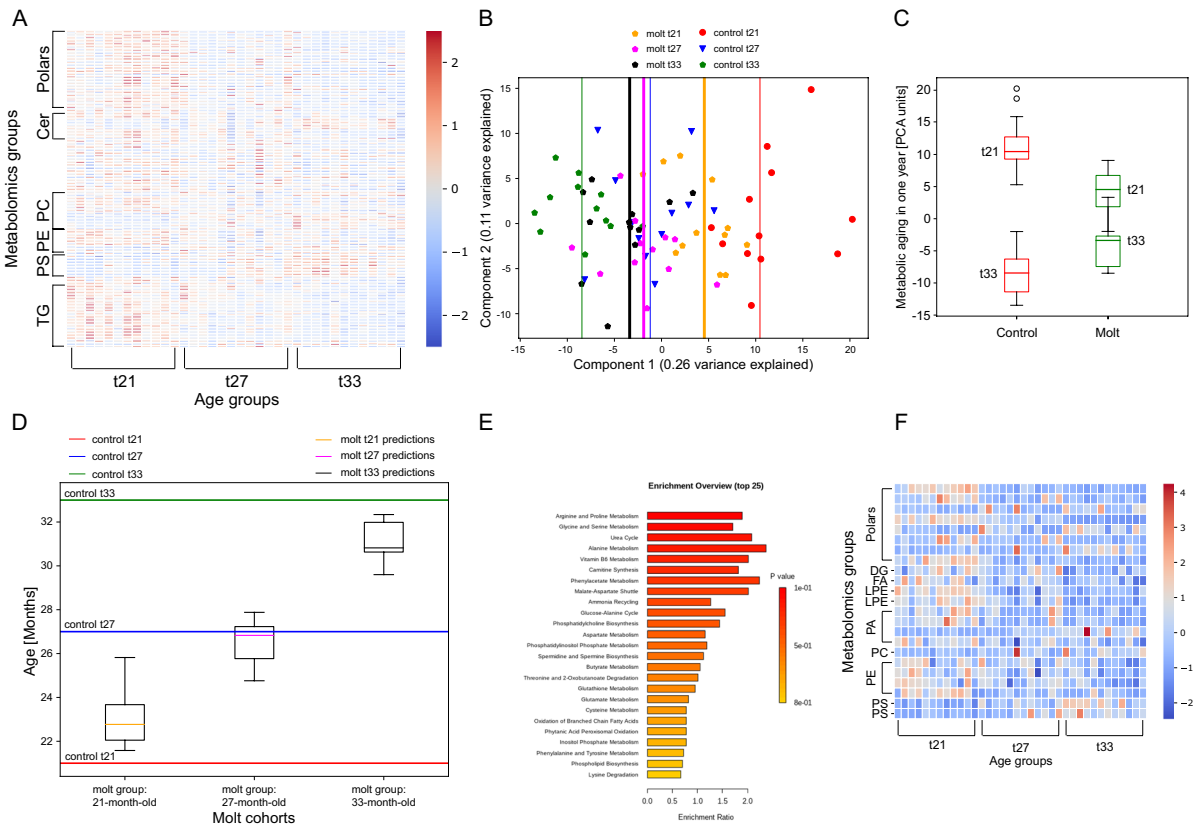 A
Metabolomics groups
Polars
Cer
PC
PE
PS
TG
2
1
0
−1
−2
t21
t27
t33
Age groups
B
molt t21
molt t27
molt t33
control t21
control t27
control t33
Component 2 (0.11 variance explained)
15
10
5
0
-5
-10
-15
-10
-5
0
5
10
15
20
Component 1 (0.26 variance explained)
C
Metabolic aging in one year [PCA units]
20
15
10
5
0
-5
-10
-15
t21
t33
t21
t33
Control
Molt
D
control t21
control t27
control t33
molt t21 predictions
molt t27 predictions
molt t33 predictions
Age [Months]
32
30
28
26
24
22
control t33
control t27
control t21
molt group:
21-month-old
molt group:
27-month-old
molt group:
33-month-old
Molt cohorts
E
Enrichment Overview (top 25)
Arginine and Proline Metabolism
Glycine and Serine Metabolism
Urea Cycle
Alanine Metabolism
Vitamin B6 Metabolism
Carnitine Synthesis
Phenylacetate Metabolism
Malate-Aspartate Shuttle
Ammonia Recycling
Glucose-Alanine Cycle
Phosphatidylcholine Biosynthesis
Aspartate Metabolism
Phosphatidylinositol Phosphate Metabolism
Spermidine and Spermine Biosynthesis
Butyrate Metabolism
Threonine and 2-Oxobutanoate Degradation
Glutathione Metabolism
Glutamate Metabolism
Cysteine Metabolism
Oxidation of Branched Chain Fatty Acids
Phytanic Acid Peroxisomal Oxidation
Inositol Phosphate Metabolism
Phenylalanine and Tyrosine Metabolism
Phospholipid Biosynthesis
Lysine Degradation
0.0
0.5
1.0
1.5
2.0
Enrichment Ratio
P value
1e-01
5e-01
8e-01
F
Metabolomics groups
Polars
DG
FA
LPE
LPE
PA
PC
PE
PS
PS
4
3
2
1
0
−1
−2
t21
t27
t33
Age groups